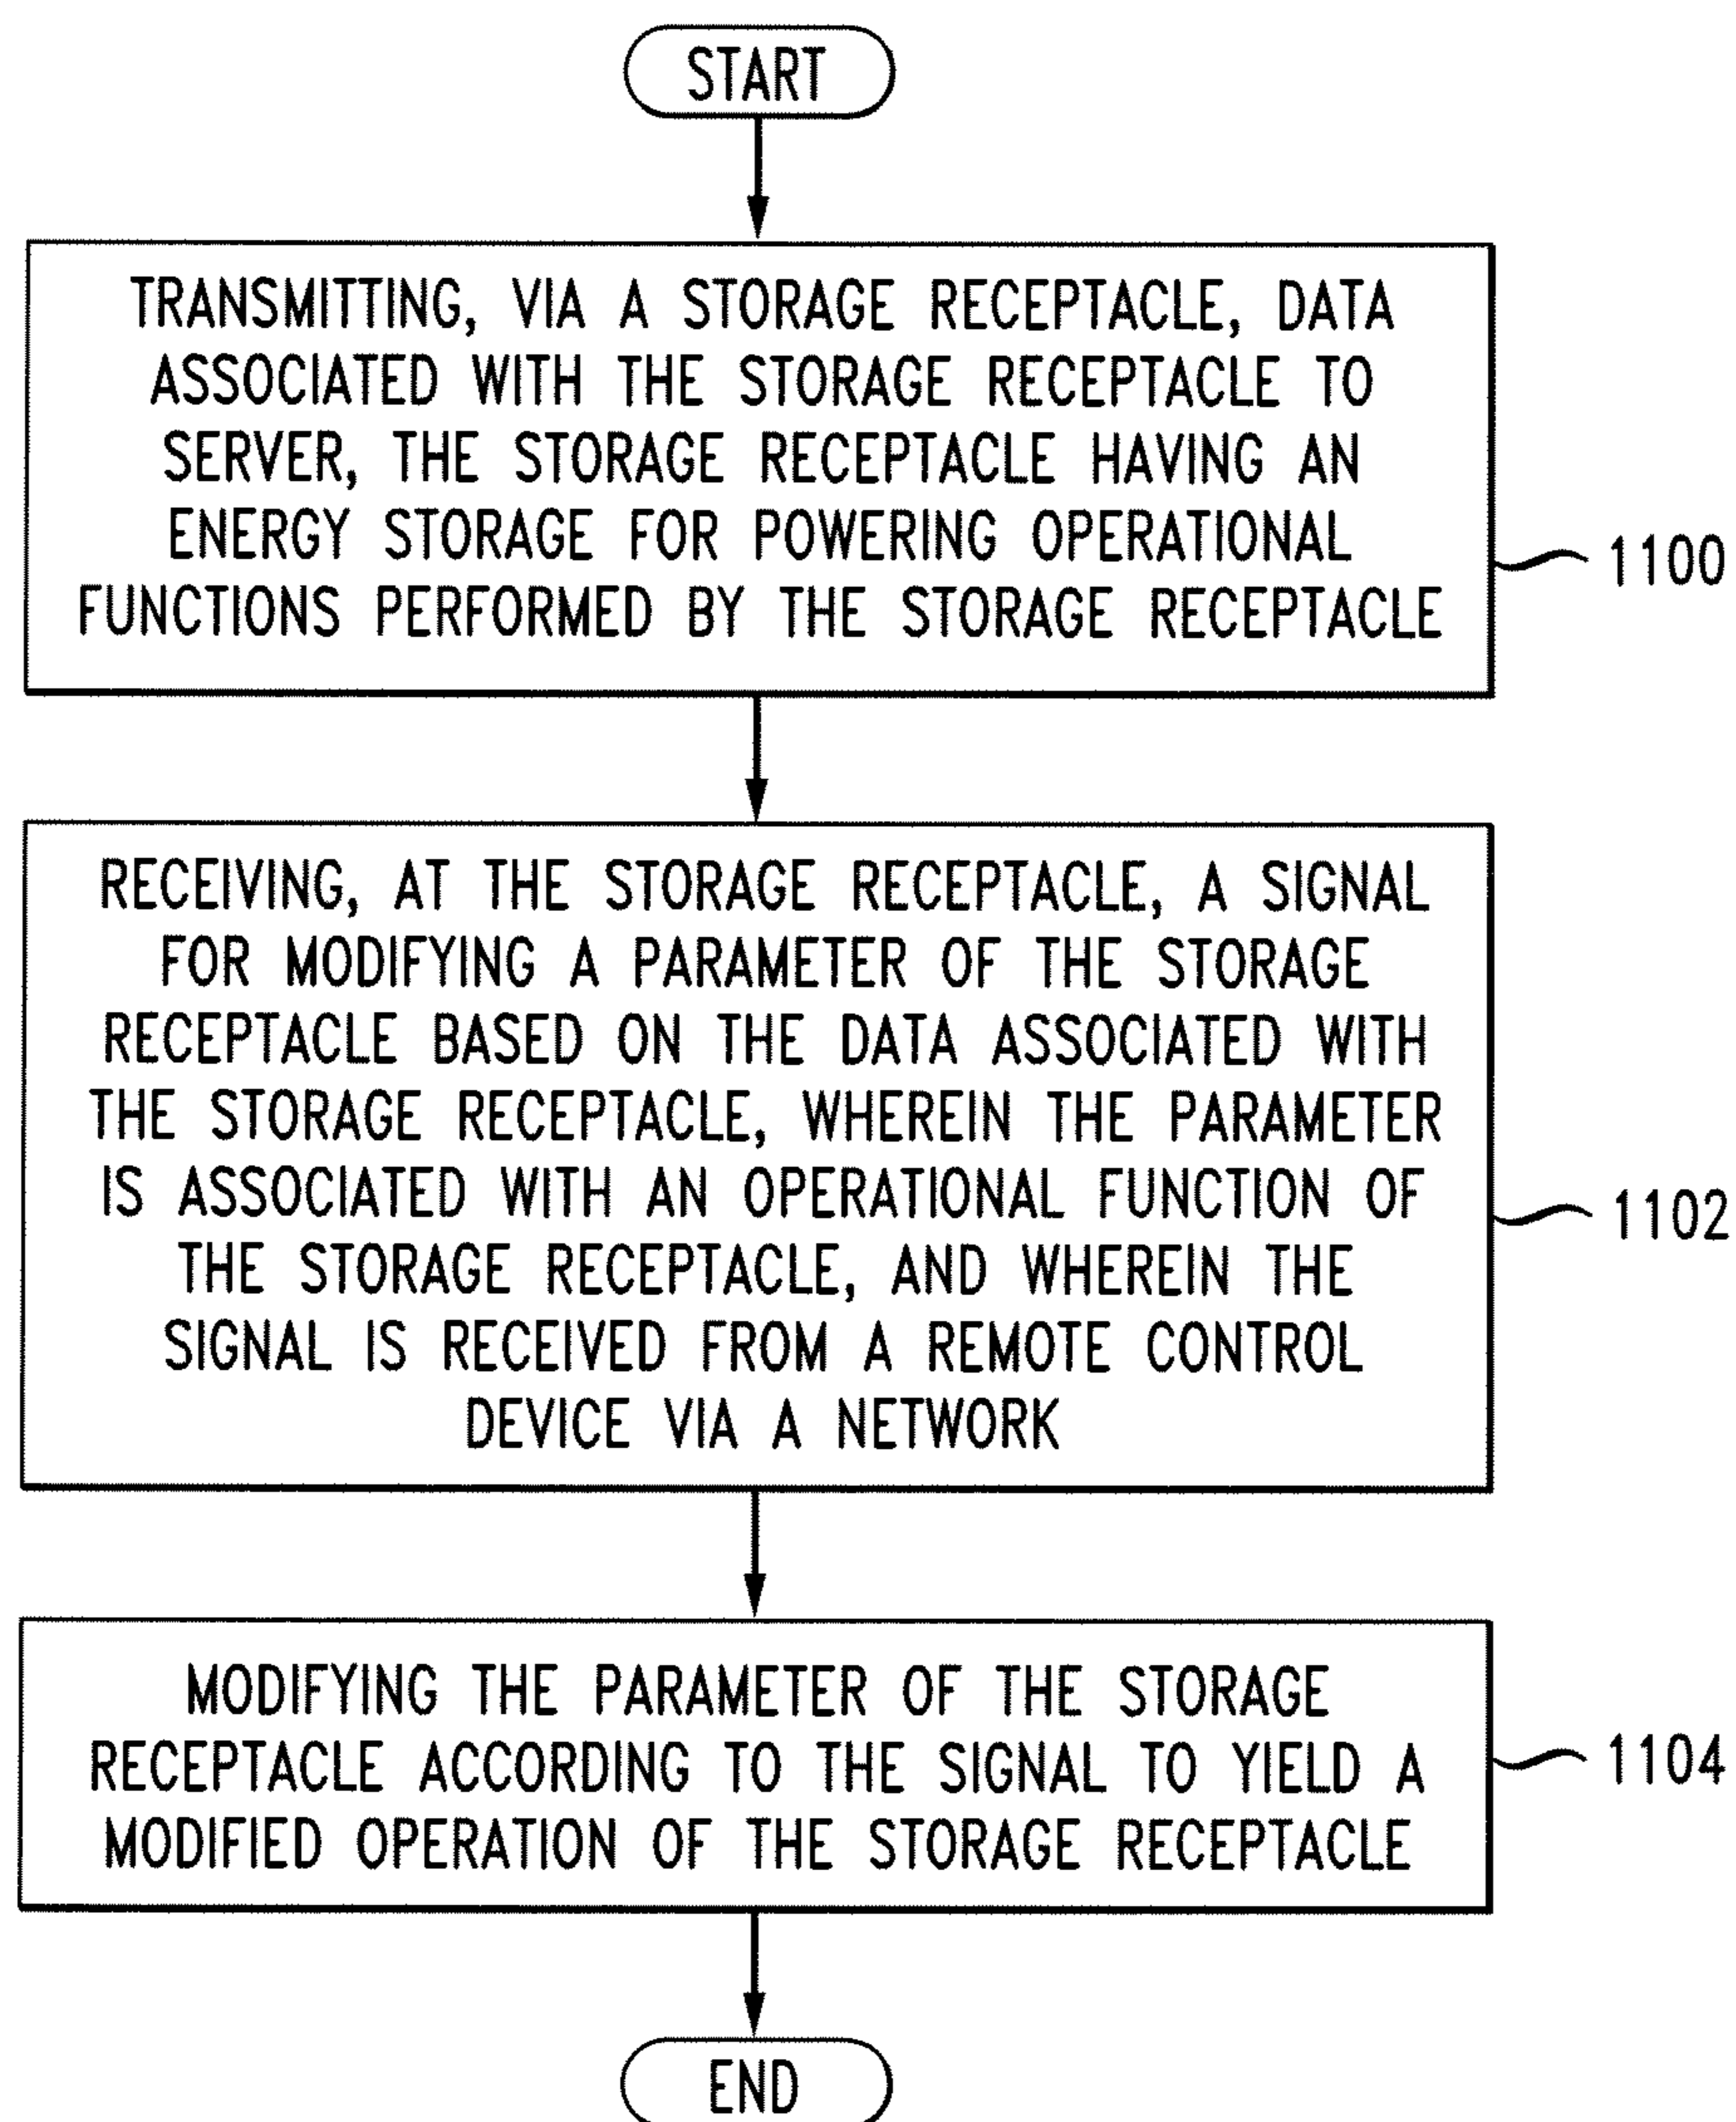 START
TRANSMITTING, VIA A STORAGE RECEPTACLE, DATA
ASSOCIATED WITH THE STORAGE RECEPTACLE TO
SERVER, THE STORAGE RECEPTACLE HAVING AN
ENERGY STORAGE FOR POWERING OPERATIONAL
FUNCTIONS PERFORMED BY THE STORAGE RECEPTACLE
1100
RECEIVING, AT THE STORAGE RECEPTACLE, A SIGNAL
FOR MODIFYING A PARAMETER OF THE STORAGE
RECEPTACLE BASED ON THE DATA ASSOCIATED WITH
THE STORAGE RECEPTACLE, WHEREIN THE PARAMETER
IS ASSOCIATED WITH AN OPERATIONAL FUNCTION OF
THE STORAGE RECEPTACLE, AND WHEREIN THE
SIGNAL IS RECEIVED FROM A REMOTE CONTROL
DEVICE VIA A NETWORK
1102
MODIFYING THE PARAMETER OF THE STORAGE
RECEPTACLE ACCORDING TO THE SIGNAL TO YIELD A
MODIFIED OPERATION OF THE STORAGE RECEPTACLE
1104
END